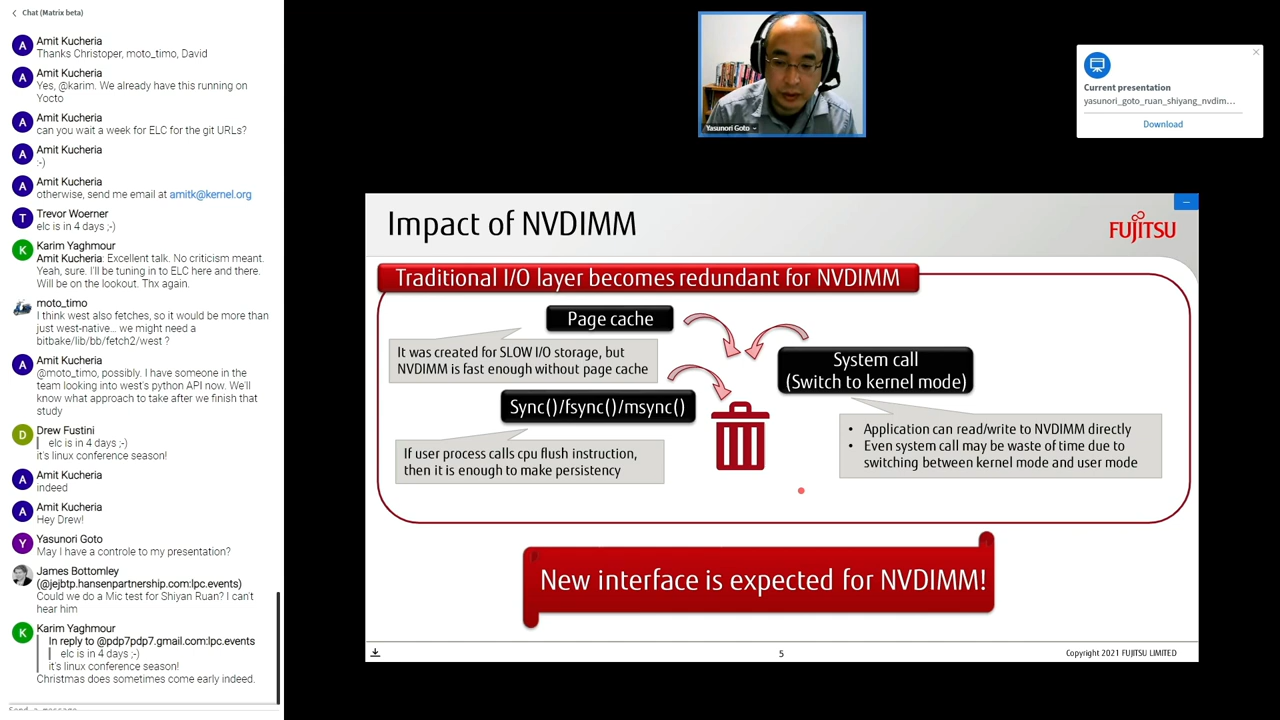 Chat (Matrix beta)
A
Amit Kucheria
Thanks Christoper, moto_timo, David
A
Amit Kucheria
Yes, @karim. We already have this running on
Yocto
A
Amit Kucheria
can you wait a week for ELC for the git URLs?
A
Amit Kucheria
:-)
A
Amit Kucheria
otherwise, send me email at amitk@kernel.org
T
Trevor Woerner
elc is in 4 days ;-)
K
Karim Yaghmour
Amit Kucheria: Excellent talk. No criticism meant.
Yeah, sure. I'll be tuning in to ELC here and there.
Will be on the lookout. Thx again.
moto_timo
I think west also fetches, so it would be more than
just west-native... we might need a
bitbake/lib/bb/fetch2/west ?
A
Amit Kucheria
@moto_timo, possibly. I have someone in the
team looking into west's python API now. We'll
know what approach to take after we finish that
study
D
Drew Fustini
elc is in 4 days ;-)
it's linux conference season!
A
Amit Kucheria
indeed
A
Amit Kucheria
Hey Drew!
Y
Yasunori Goto
May I have a controle to my presentation?
James Bottomley
(@jejbtp.hansenpartnership.com:lpc.events)
Could we do a Mic test for Shiyan Ruan? I can't
hear him
K
Karim Yaghmour
In reply to @pdp7pdp7.gmail.com:lpc.events
elc is in 4 days ;-)
it's linux conference season!
Christmas does sometimes come early indeed.
Send a message
Yasunori Goto
Current presentation
yasunori_goto_ruan_shiyang_nvdim...
Download
Impact of NVDIMM
FUJITSU
Traditional I/O layer becomes redundant for NVDIMM
Page cache
It was created for SLOW I/O storage, but
NVDIMM is fast enough without page cache
System call
(Switch to kernel mode)
Sync()/fsync()/msync()
• Application can read/write to NVDIMM directly
• Even system call may be waste of time due to
switching between kernel mode and user mode
If user process calls cpu flush instruction,
then it is enough to make persistency
New interface is expected for NVDIMM!
5
Copyright 2021 FUJITSU LIMITED